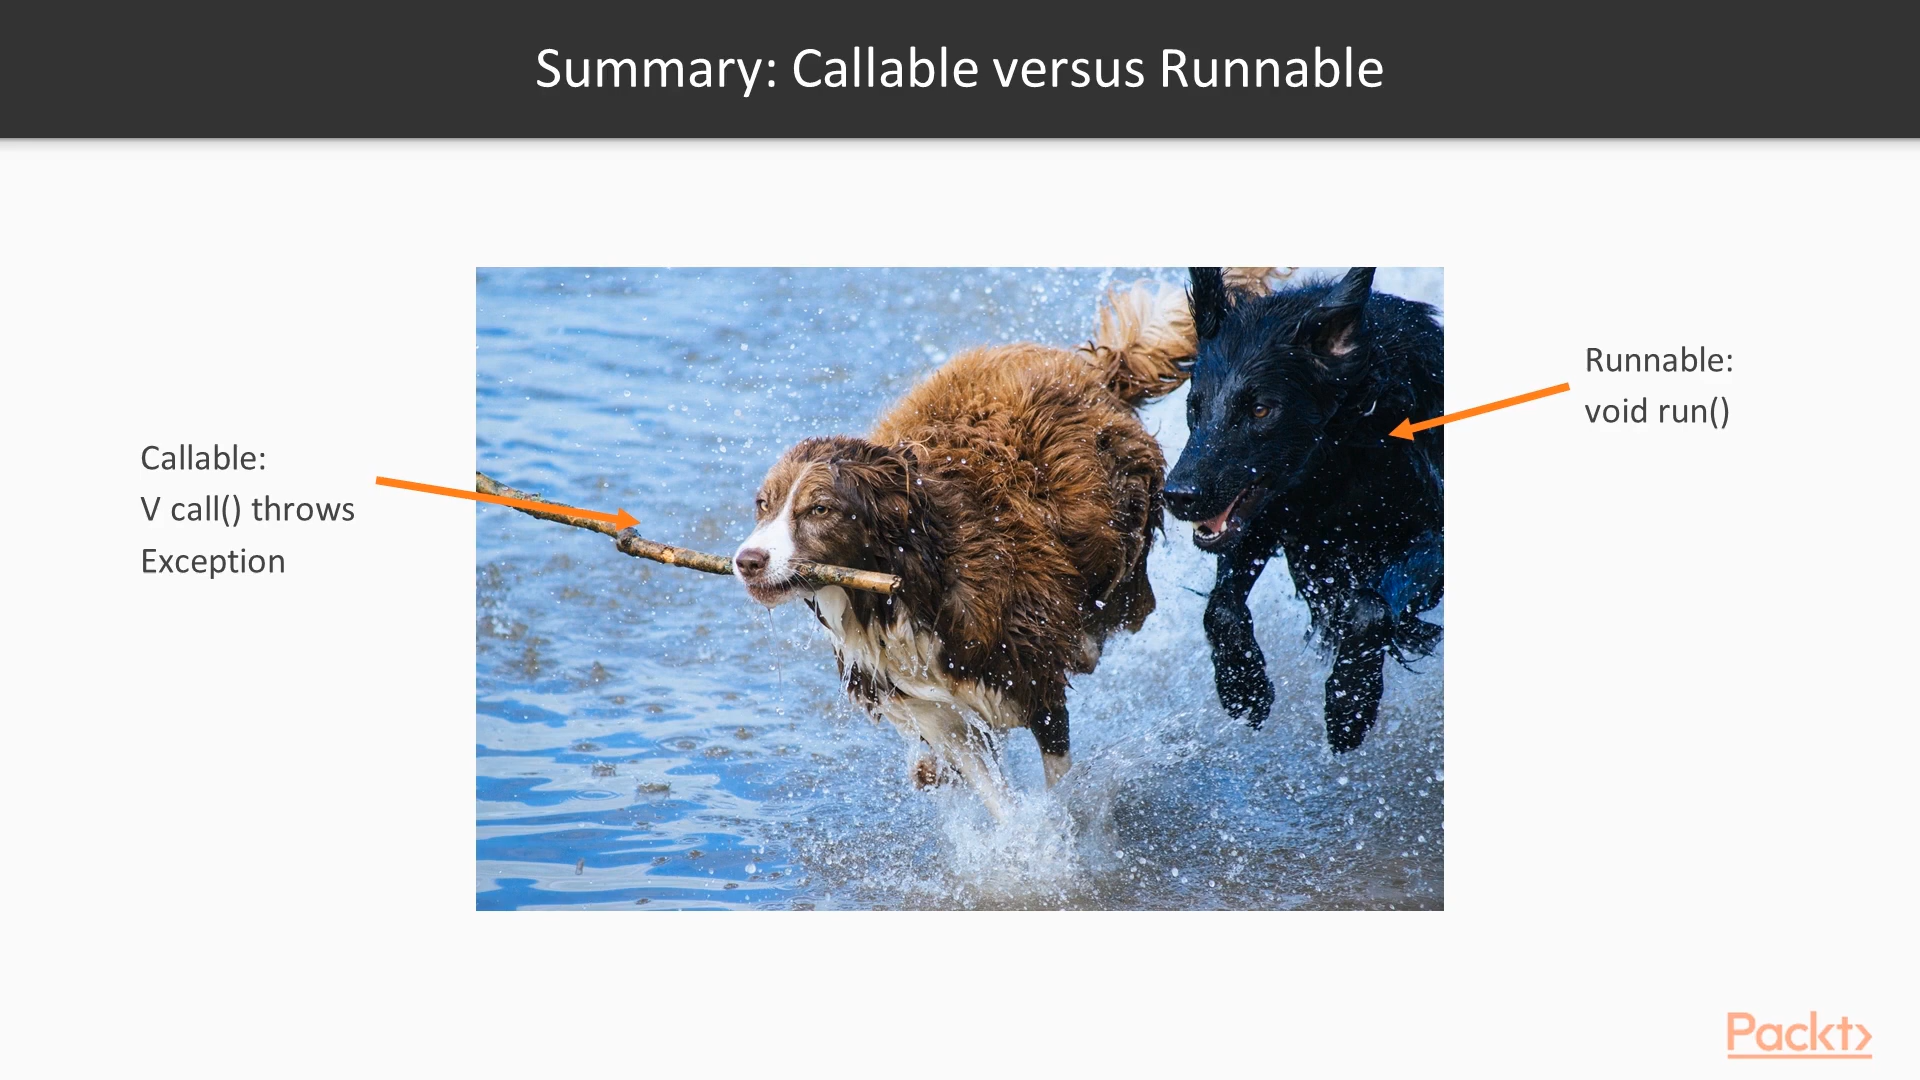 Summary: Callable versus Runnable
Callable:
V call() throws
Exception
Runnable:
void run()
Packt>